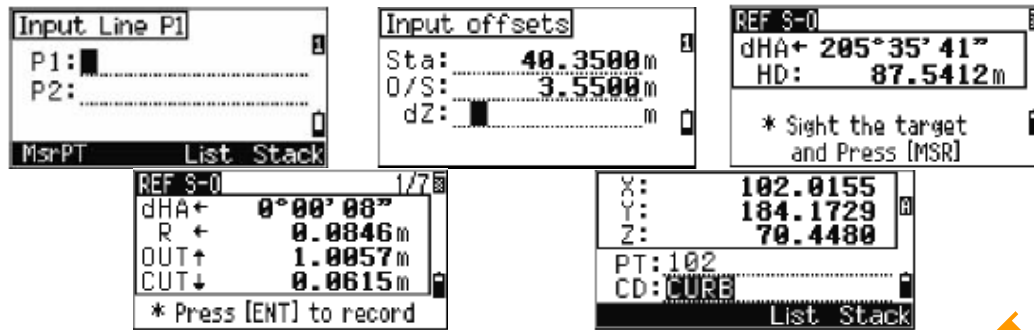 Input Line P1
P1:
P2:
MsrPT List Stack
Input offsets
Sta: 40.3500m
O/S: 3.5500m
dZ: m
REF S-O
dHA← 205°35'41"
HD: 87.5412m
* Sight the target
and Press [MSR]
REF S-O 1/7
dHA← 0°00'08"
R ← 0.0846m
OUT↑ 1.0057m
CUT↓ 0.0615m
* Press [ENT] to record
X: 102.0155
Y: 184.1729
Z: 70.4480
PT:102
CD:CURB
List Stack